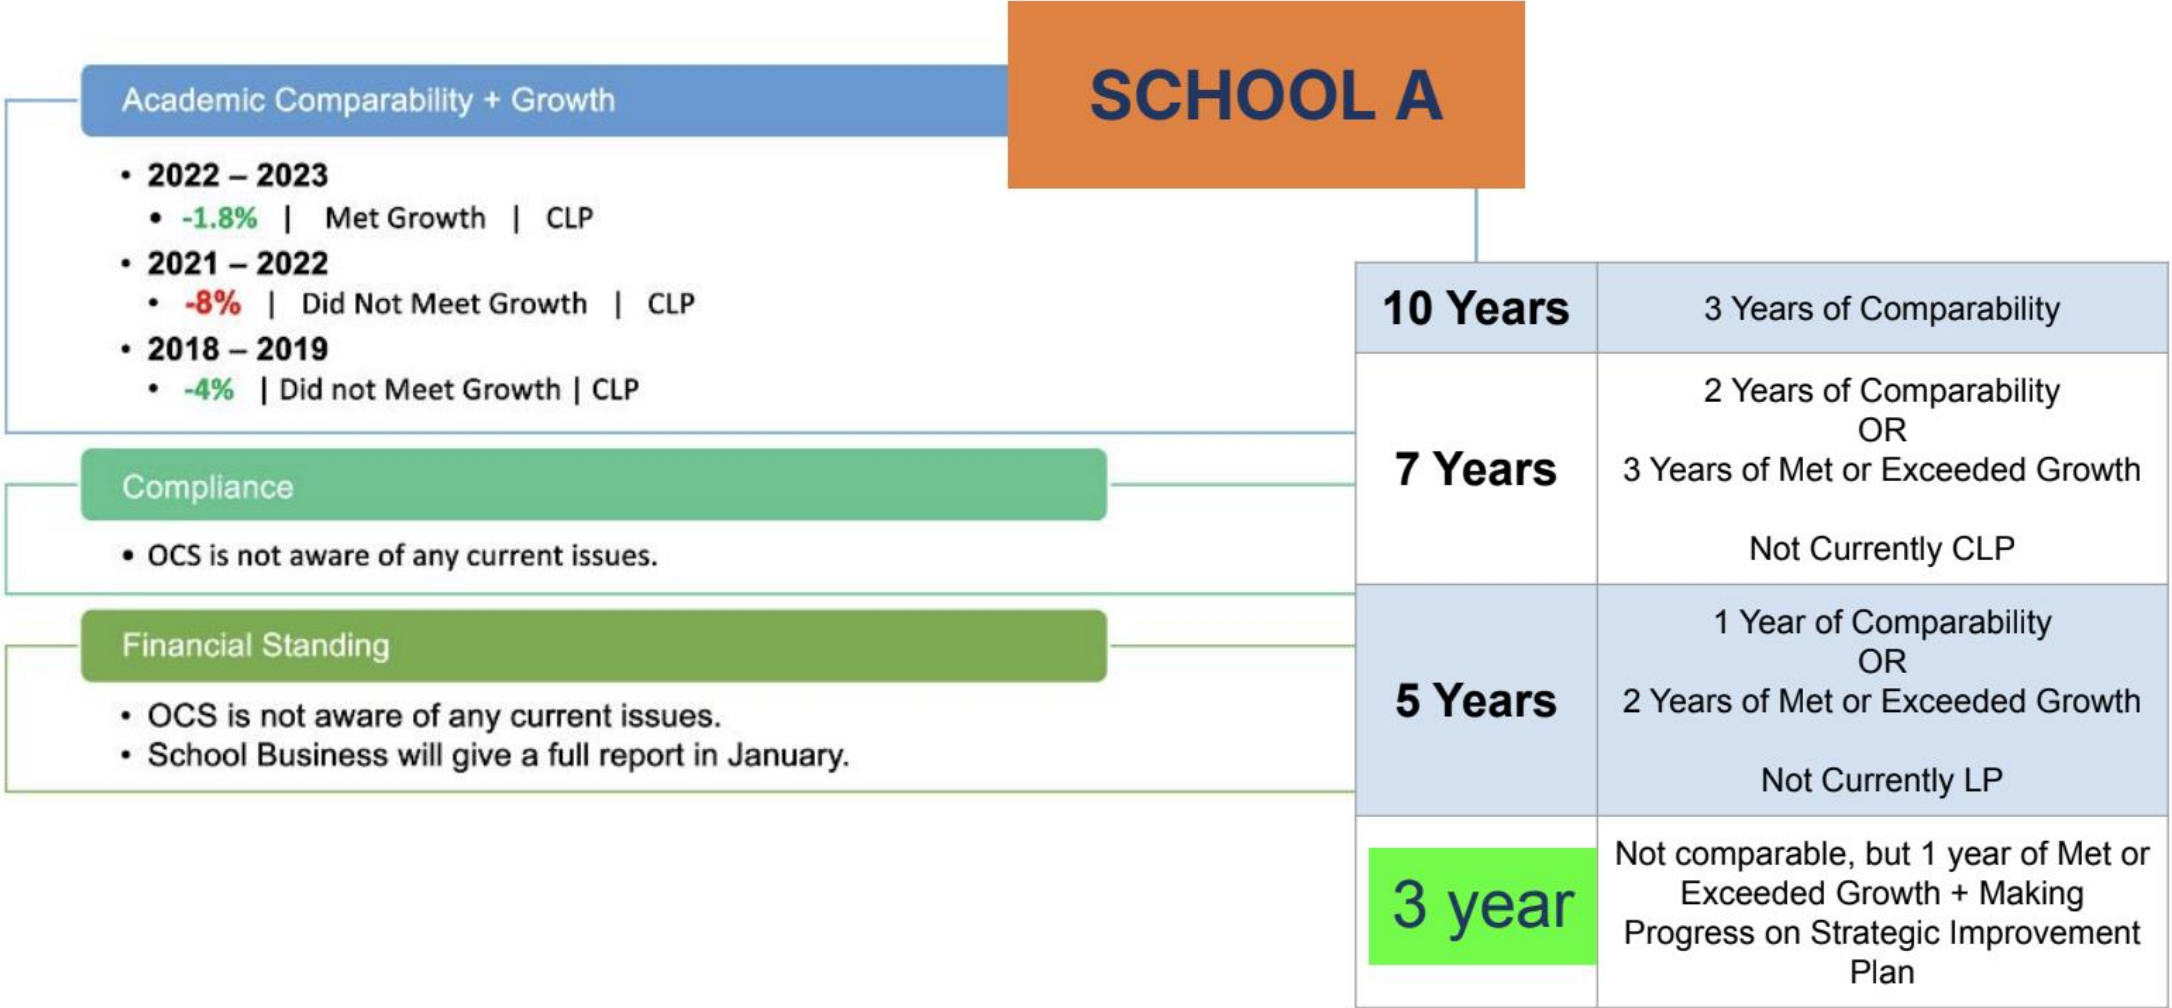 SCHOOL A
Academic Comparability + Growth
• 2022 – 2023
• -1.8% | Met Growth | CLP
• 2021 – 2022
• -8% | Did Not Meet Growth | CLP
• 2018 – 2019
• -4% | Did not Meet Growth | CLP
Compliance
• OCS is not aware of any current issues.
Financial Standing
• OCS is not aware of any current issues.
• School Business will give a full report in January.
10 Years
3 Years of Comparability
7 Years
2 Years of Comparability
OR
3 Years of Met or Exceeded Growth
Not Currently CLP
5 Years
1 Year of Comparability
OR
2 Years of Met or Exceeded Growth
Not Currently LP
3 year
Not comparable, but 1 year of Met or
Exceeded Growth + Making
Progress on Strategic Improvement
Plan